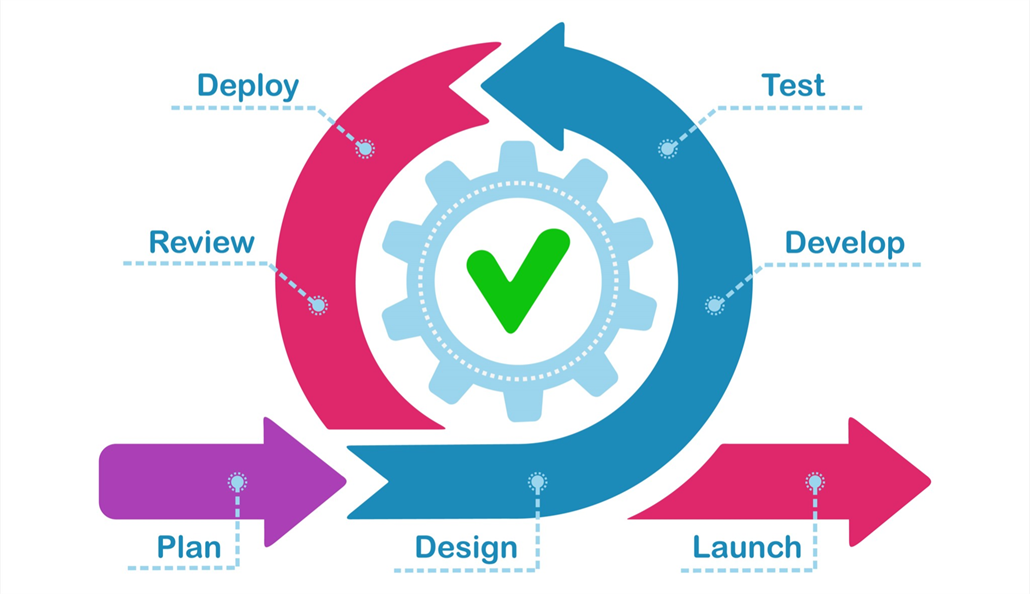 Deploy
Test
Review
Develop
Plan
Design
Launch